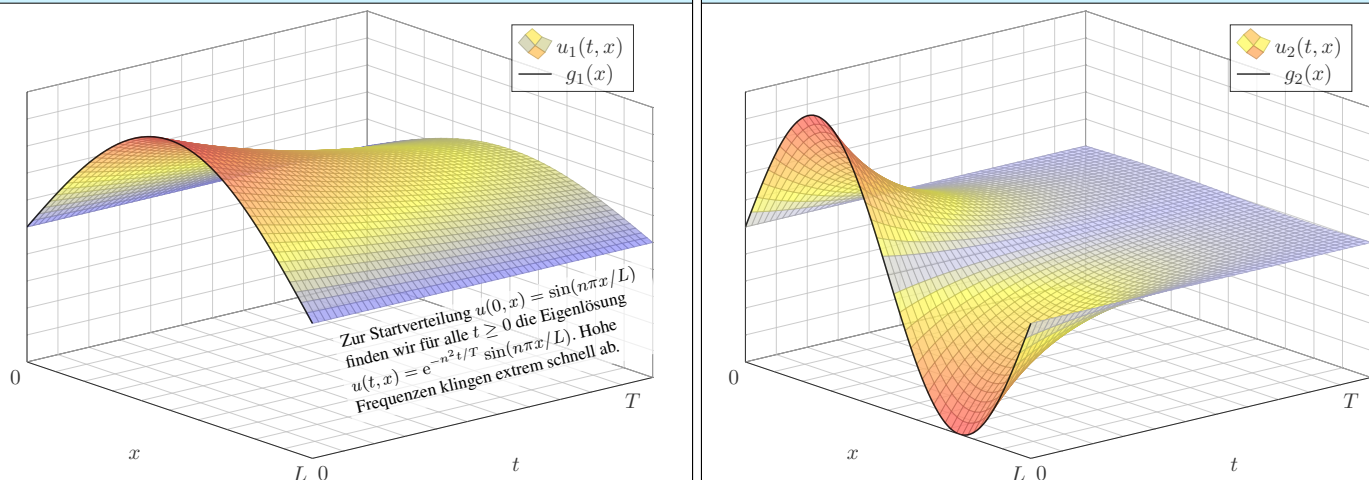 u₁(t, x)
g₁(x)
Zur Startverteilung u(0, x) = sin(nπx/L)
finden wir für alle t ≥ 0 die Eigenlösung
u(t, x) = e^{−n²t/T} sin(nπx/L). Hohe
Frequenzen klingen extrem schnell ab.
0
T
x
t
L 0
u₂(t, x)
g₂(x)
0
T
x
t
L 0